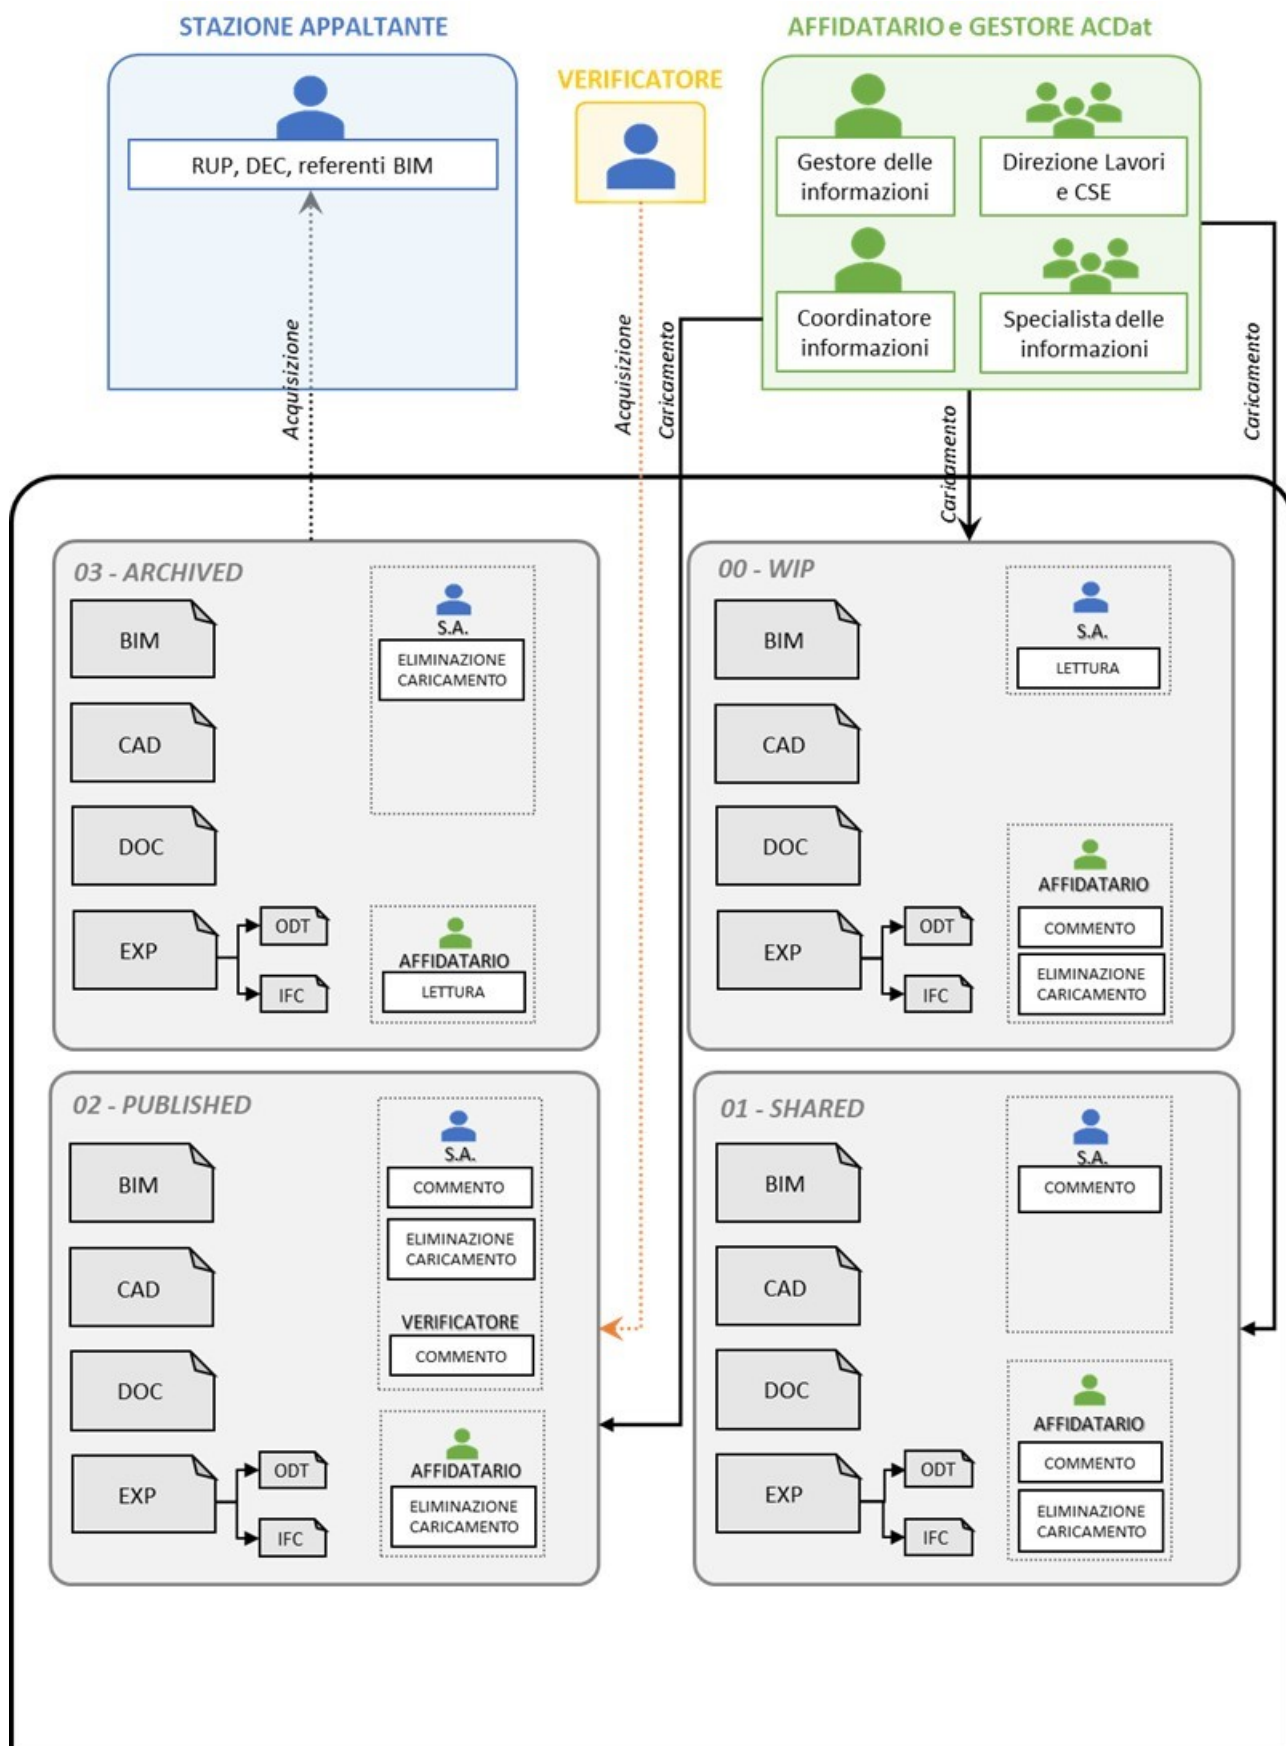 STAZIONE APPALTANTE
RUP, DEC, referenti BIM
VERIFICATORE
AFFIDATARIO e GESTORE ACDat
Gestore delle
informazioni
Direzione Lavori
e CSE
Coordinatore
informazioni
Specialista delle
informazioni
Acquisizione
Acquisizione
Caricamento
Caricamento
Caricamento
03 - ARCHIVED
BIM
CAD
DOC
EXP
ODT
IFC
S.A.
ELIMINAZIONE
CARICAMENTO
AFFIDATARIO
LETTURA
00 - WIP
BIM
CAD
DOC
EXP
ODT
IFC
S.A.
LETTURA
AFFIDATARIO
COMMENTO
ELIMINAZIONE
CARICAMENTO
02 - PUBLISHED
BIM
CAD
DOC
EXP
ODT
IFC
S.A.
COMMENTO
ELIMINAZIONE
CARICAMENTO
VERIFICATORE
COMMENTO
AFFIDATARIO
ELIMINAZIONE
CARICAMENTO
01 - SHARED
BIM
CAD
DOC
EXP
ODT
IFC
S.A.
COMMENTO
AFFIDATARIO
COMMENTO
ELIMINAZIONE
CARICAMENTO